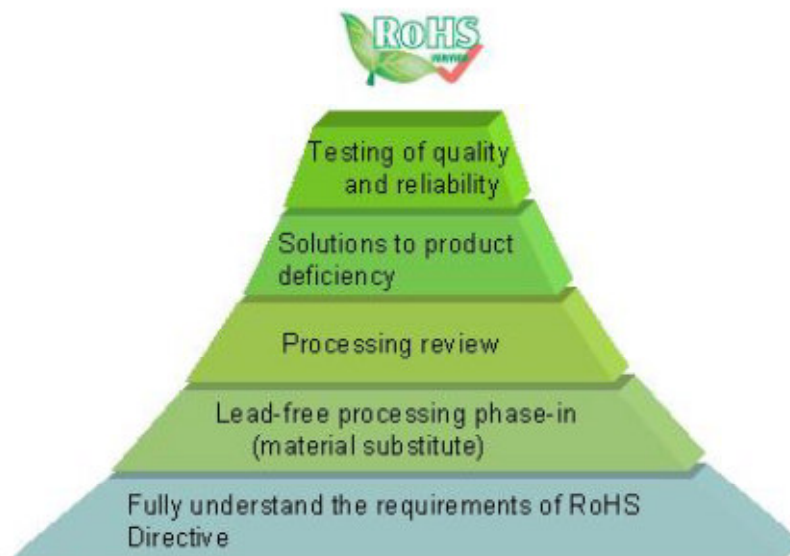 RoHS
Testing of quality
and reliability
Solutions to product
deficiency
Processing review
Lead-free processing phase-in
(material substitute)
Fully understand the requirements of RoHS
Directive